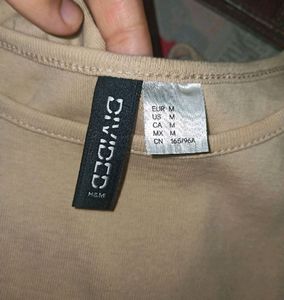 DIVIDED
H&M
EUR M
US M
CA M
MX M
CN 165/96A